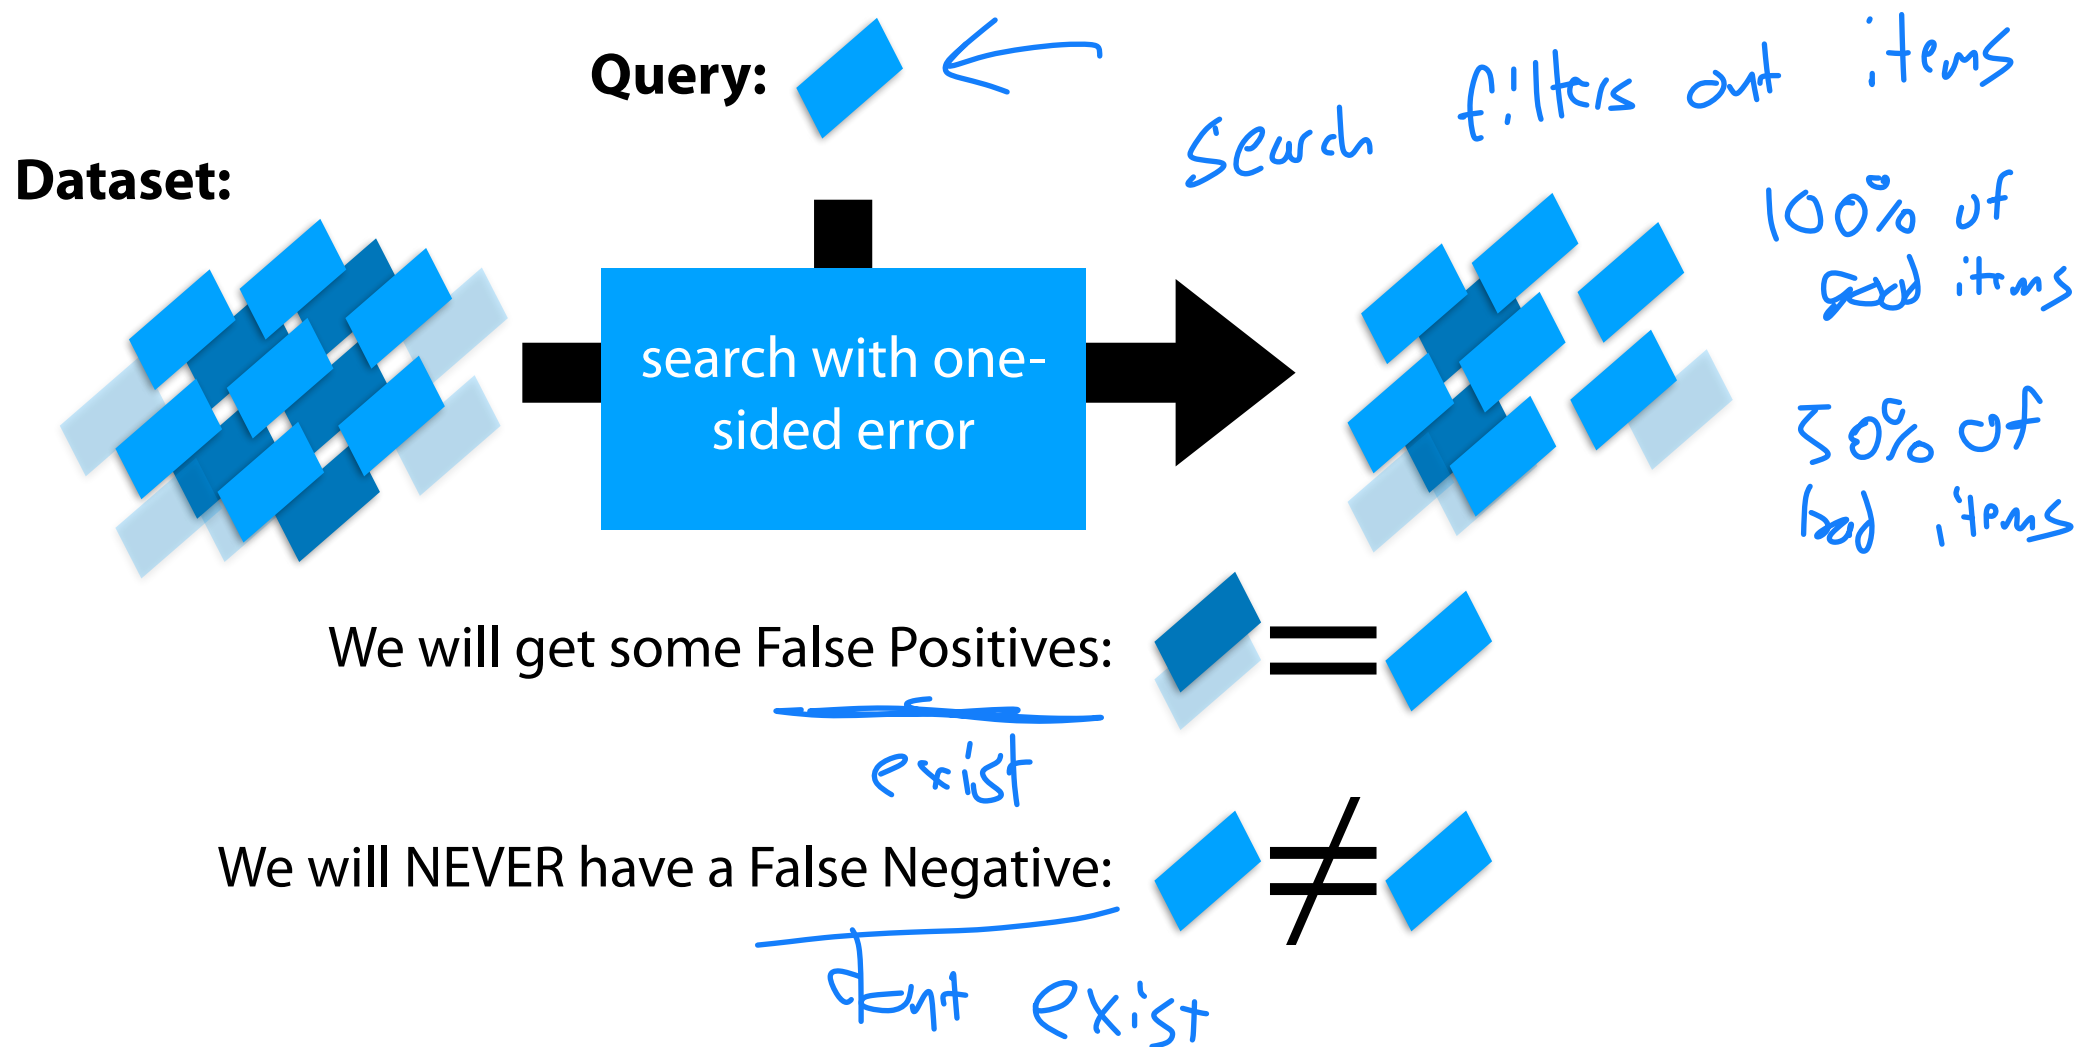 Query:
search filters out items
Dataset:
100% of
good items
search with one-
sided error
50% of
bad items
We will get some False Positives:
exist
We will NEVER have a False Negative:
dont exist